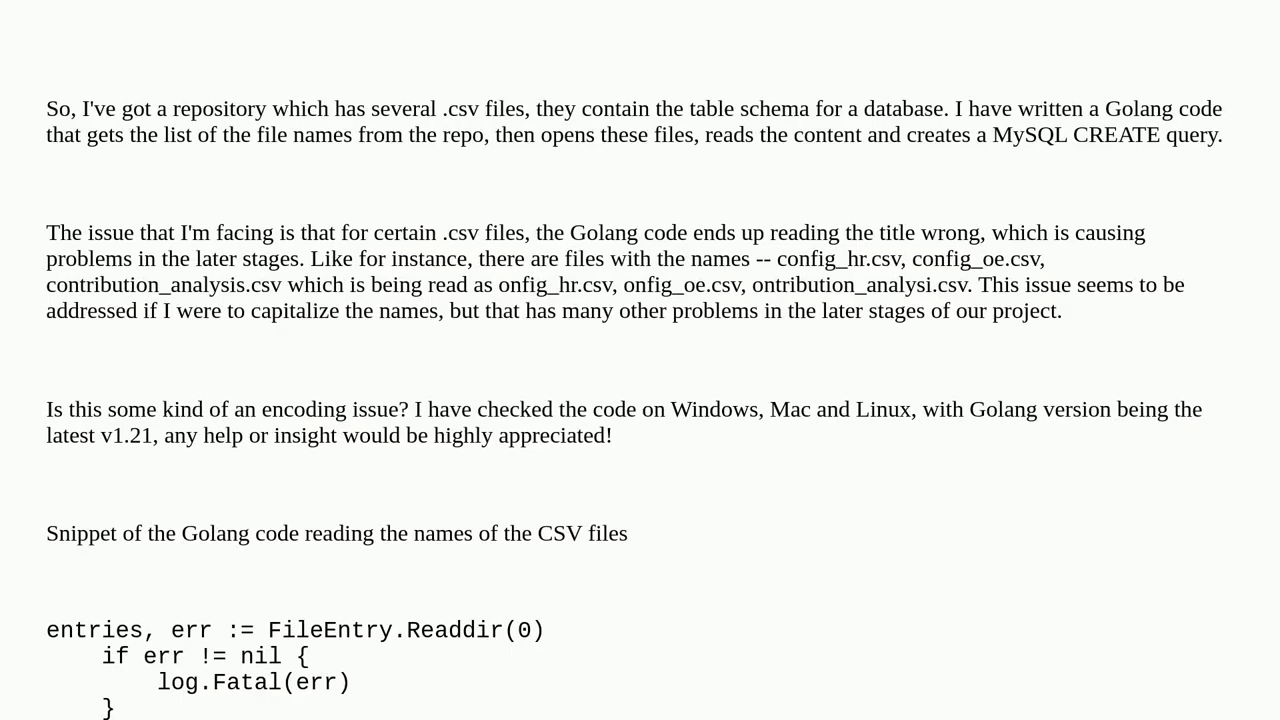 So, I've got a repository which has several .csv files, they contain the table schema for a database. I have written a Golang code
that gets the list of the file names from the repo, then opens these files, reads the content and creates a MySQL CREATE query.
The issue that I'm facing is that for certain .csv files, the Golang code ends up reading the title wrong, which is causing
problems in the later stages. Like for instance, there are files with the names -- config_hr.csv, config_oe.csv,
contribution_analysis.csv which is being read as onfig_hr.csv, onfig_oe.csv, ontribution_analysi.csv. This issue seems to be
addressed if I were to capitalize the names, but that has many other problems in the later stages of our project.
Is this some kind of an encoding issue? I have checked the code on Windows, Mac and Linux, with Golang version being the
latest v1.21, any help or insight would be highly appreciated!
Snippet of the Golang code reading the names of the CSV files
entries, err := FileEntry.Readdir(0)
    if err != nil {
        log.Fatal(err)
    }